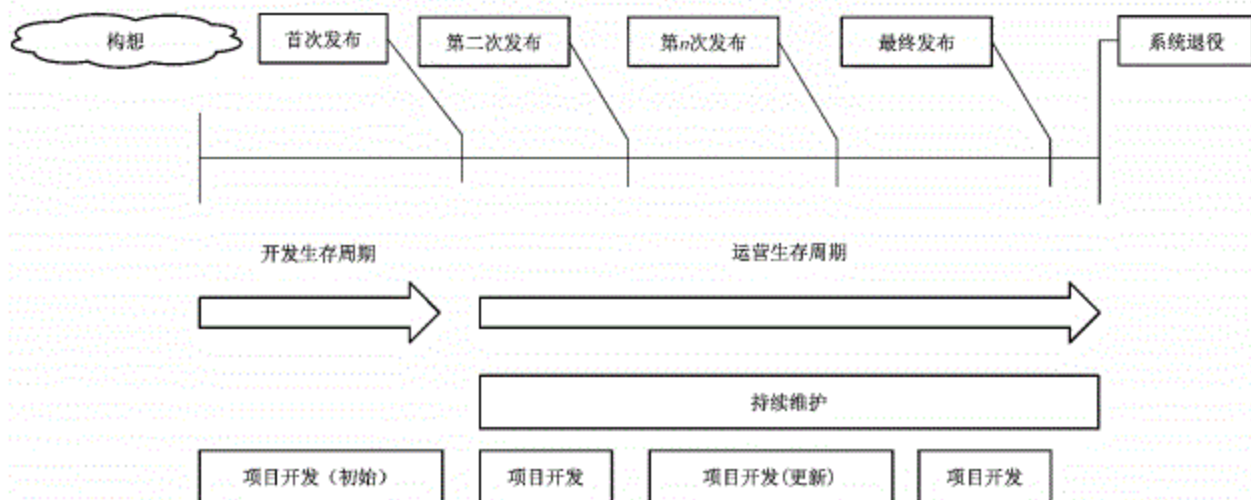 构想
首次发布
第二次发布
第n次发布
最终发布
系统退役
开发生存周期
运营生存周期
持续维护
项目开发（初始）
项目开发
项目开发(更新)
项目开发